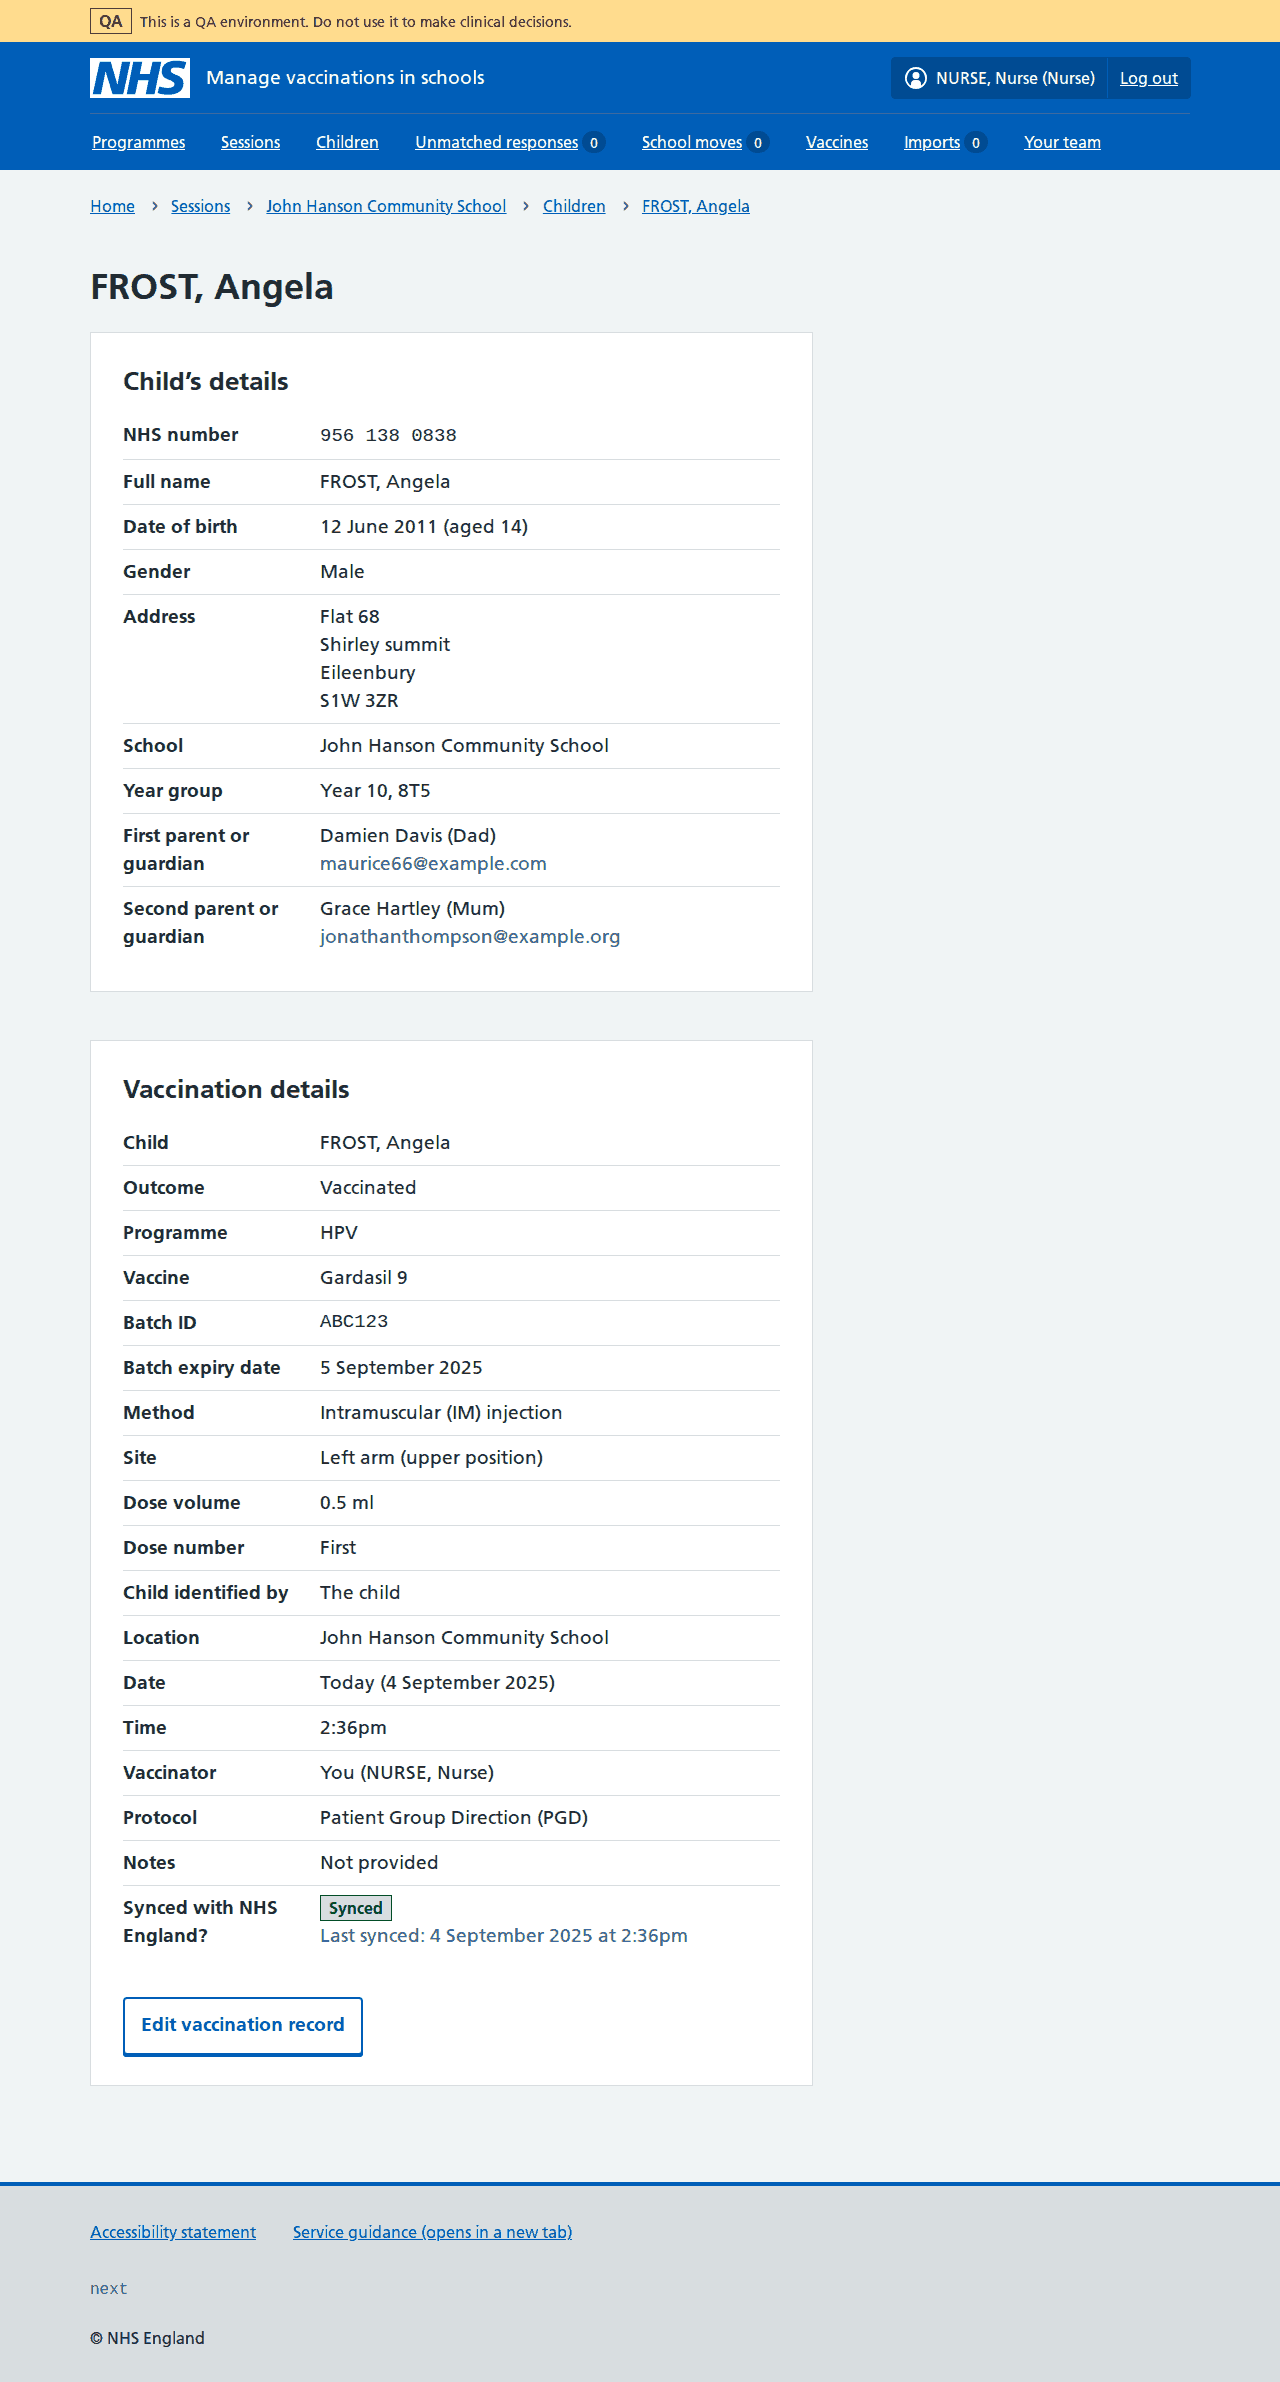 QA This is a QA environment. Do not use it to make clinical decisions.
NHS Manage vaccinations in schools NURSE, Nurse (Nurse) Log out
Programmes Sessions Children Unmatched responses 0 School moves 0 Vaccines Imports 0 Your team
Home Sessions John Hanson Community School Children FROST, Angela
FROST, Angela
Child’s details
NHS number 956 138 0838
Full name FROST, Angela
Date of birth 12 June 2011 (aged 14)
Gender Male
Address Flat 68
Shirley summit
Eileenbury
S1W 3ZR
School John Hanson Community School
Year group Year 10, 8T5
First parent or guardian Damien Davis (Dad)
maurice66@example.com
Second parent or guardian Grace Hartley (Mum)
jonathanthompson@example.org
Vaccination details
Child FROST, Angela
Outcome Vaccinated
Programme HPV
Vaccine Gardasil 9
Batch ID ABC123
Batch expiry date 5 September 2025
Method Intramuscular (IM) injection
Site Left arm (upper position)
Dose volume 0.5 ml
Dose number First
Child identified by The child
Location John Hanson Community School
Date Today (4 September 2025)
Time 2:36pm
Vaccinator You (NURSE, Nurse)
Protocol Patient Group Direction (PGD)
Notes Not provided
Synced with NHS England? Synced
Last synced: 4 September 2025 at 2:36pm
Edit vaccination record
Accessibility statement Service guidance (opens in a new tab)
next
© NHS England